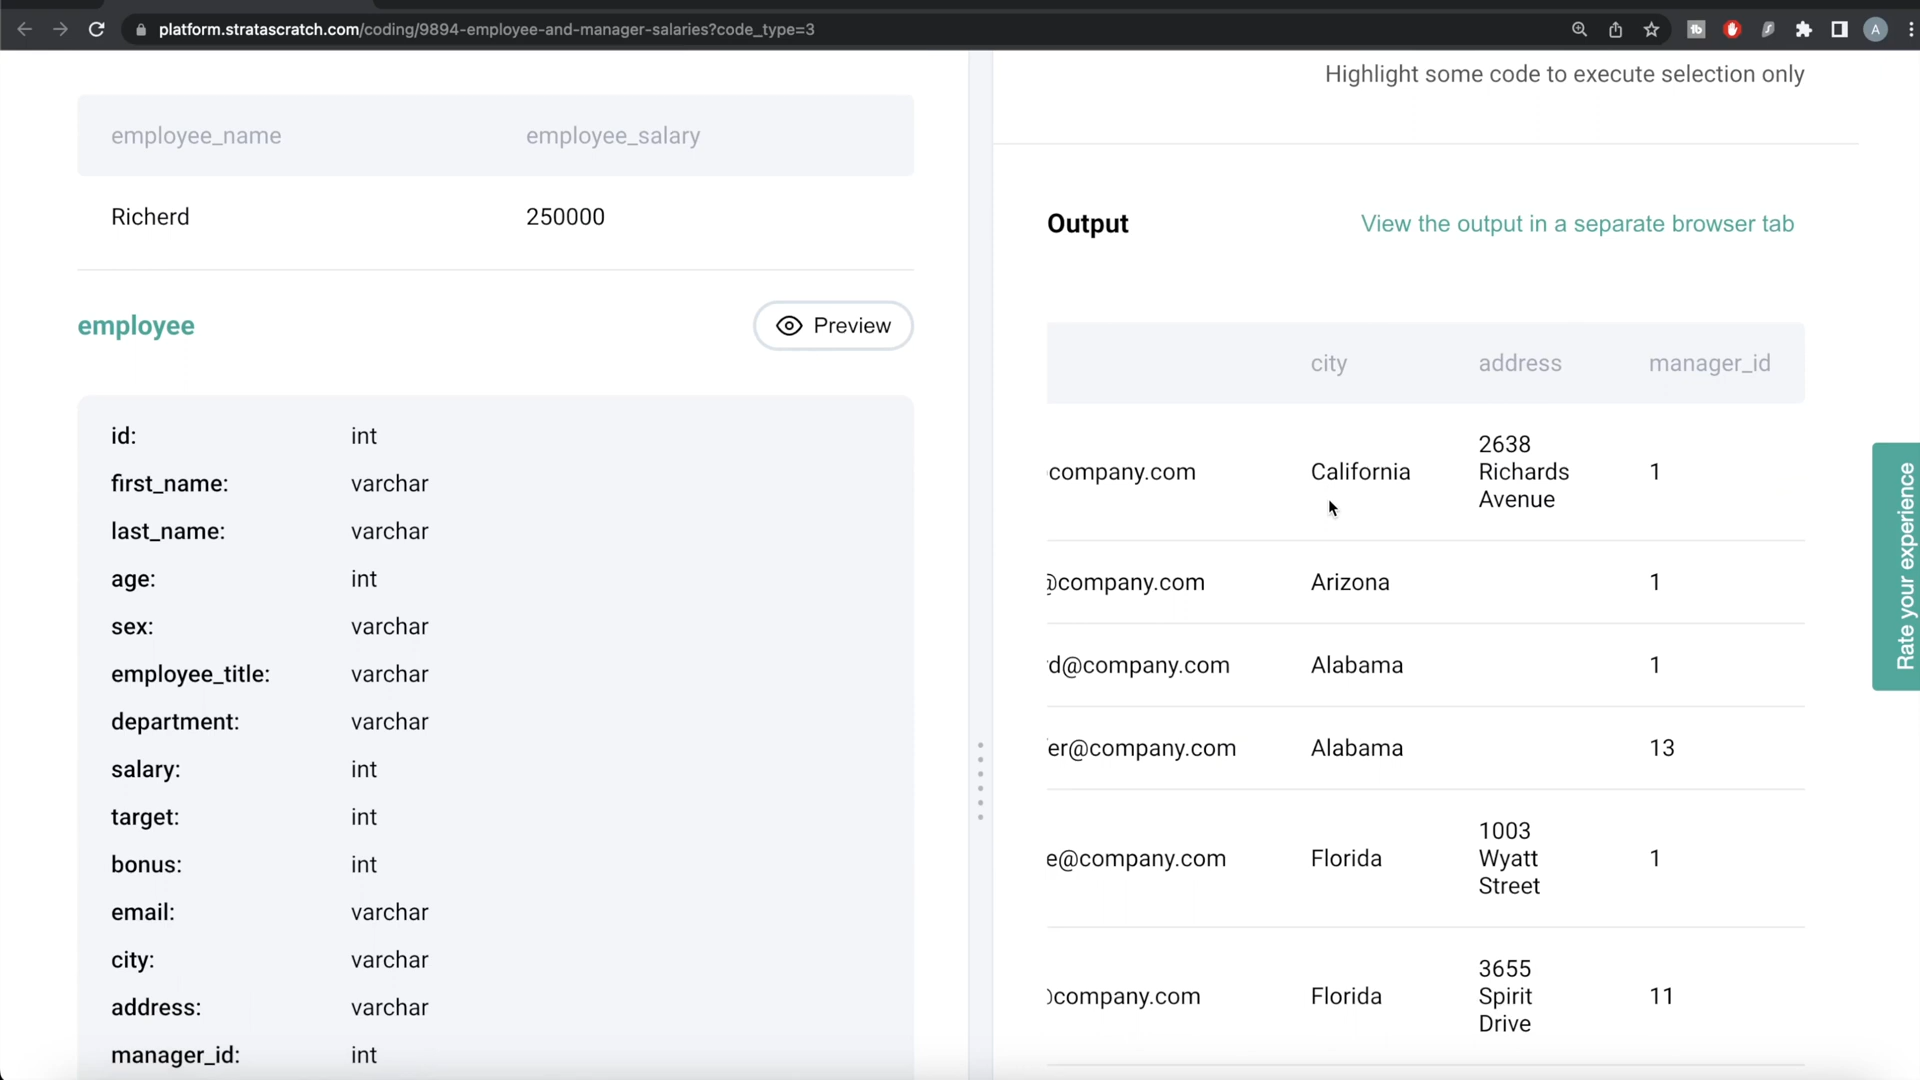 platform.stratascratch.com/coding/9894-employee-and-manager-salaries?code_type=3
A
Highlight some code to execute selection only
employee_name employee_salary
Richerd 250000
employee Preview
id: int
first_name: varchar
last_name: varchar
age: int
sex: varchar
employee_title: varchar
department: varchar
salary: int
target: int
bonus: int
email: varchar
city: varchar
address: varchar
manager_id: int
Output View the output in a separate browser tab
city address manager_id
2638
company.com California Richards 1
Avenue
@company.com Arizona 1
d@company.com Alabama 1
er@company.com Alabama 13
1003
e@company.com Florida Wyatt 1
Street
3655
company.com Florida Spirit 11
Drive
Rate your experience